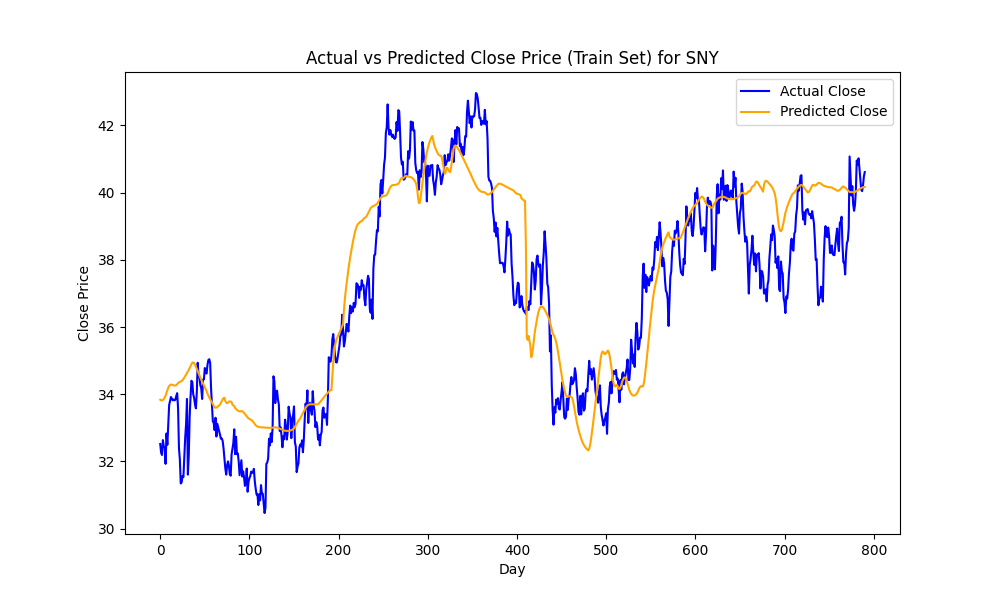 Actual vs Predicted Close Price (Train Set) for SNY
Actual Close
Predicted Close
Close Price
42
40
38
36
34
32
30
0 100 200 300 400 500 600 700 800
Day